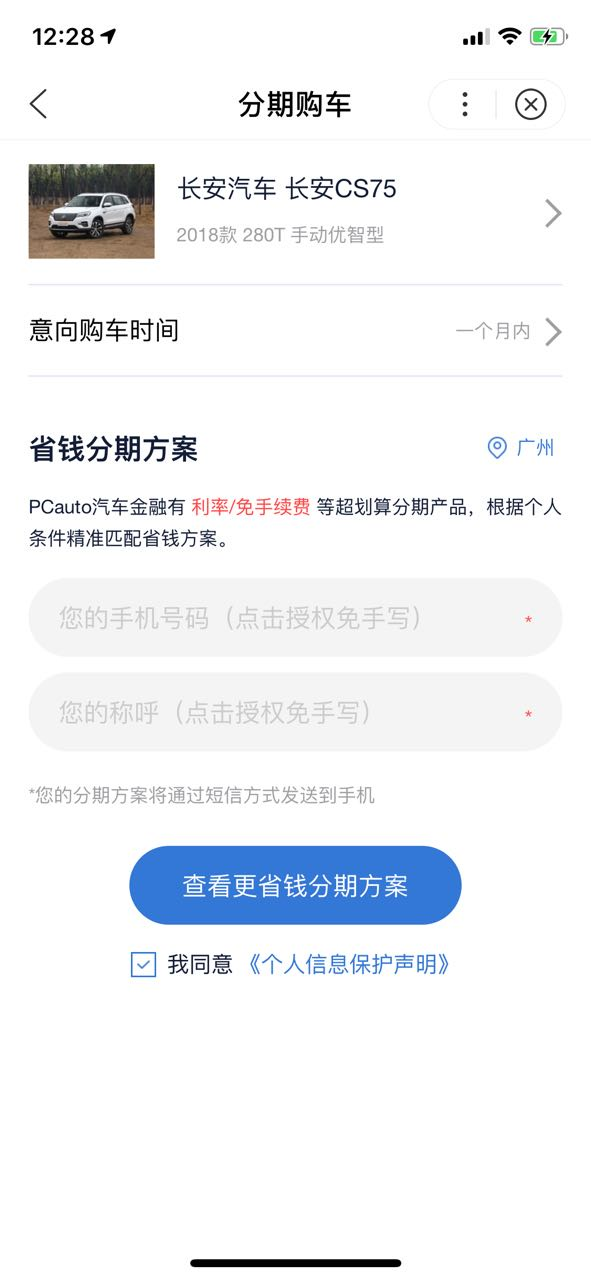 12:28
分期购车
长安汽车 长安CS75
2018款 280T 手动优智型
意向购车时间
一个月内
省钱分期方案
广州
PCauto汽车金融有 利率/免手续费 等超划算分期产品，根据个人
条件精准匹配省钱方案。
您的手机号码（点击授权免手写）
*
您的称呼（点击授权免手写）
*
*您的分期方案将通过短信方式发送到手机
查看更省钱分期方案
我同意 《个人信息保护声明》